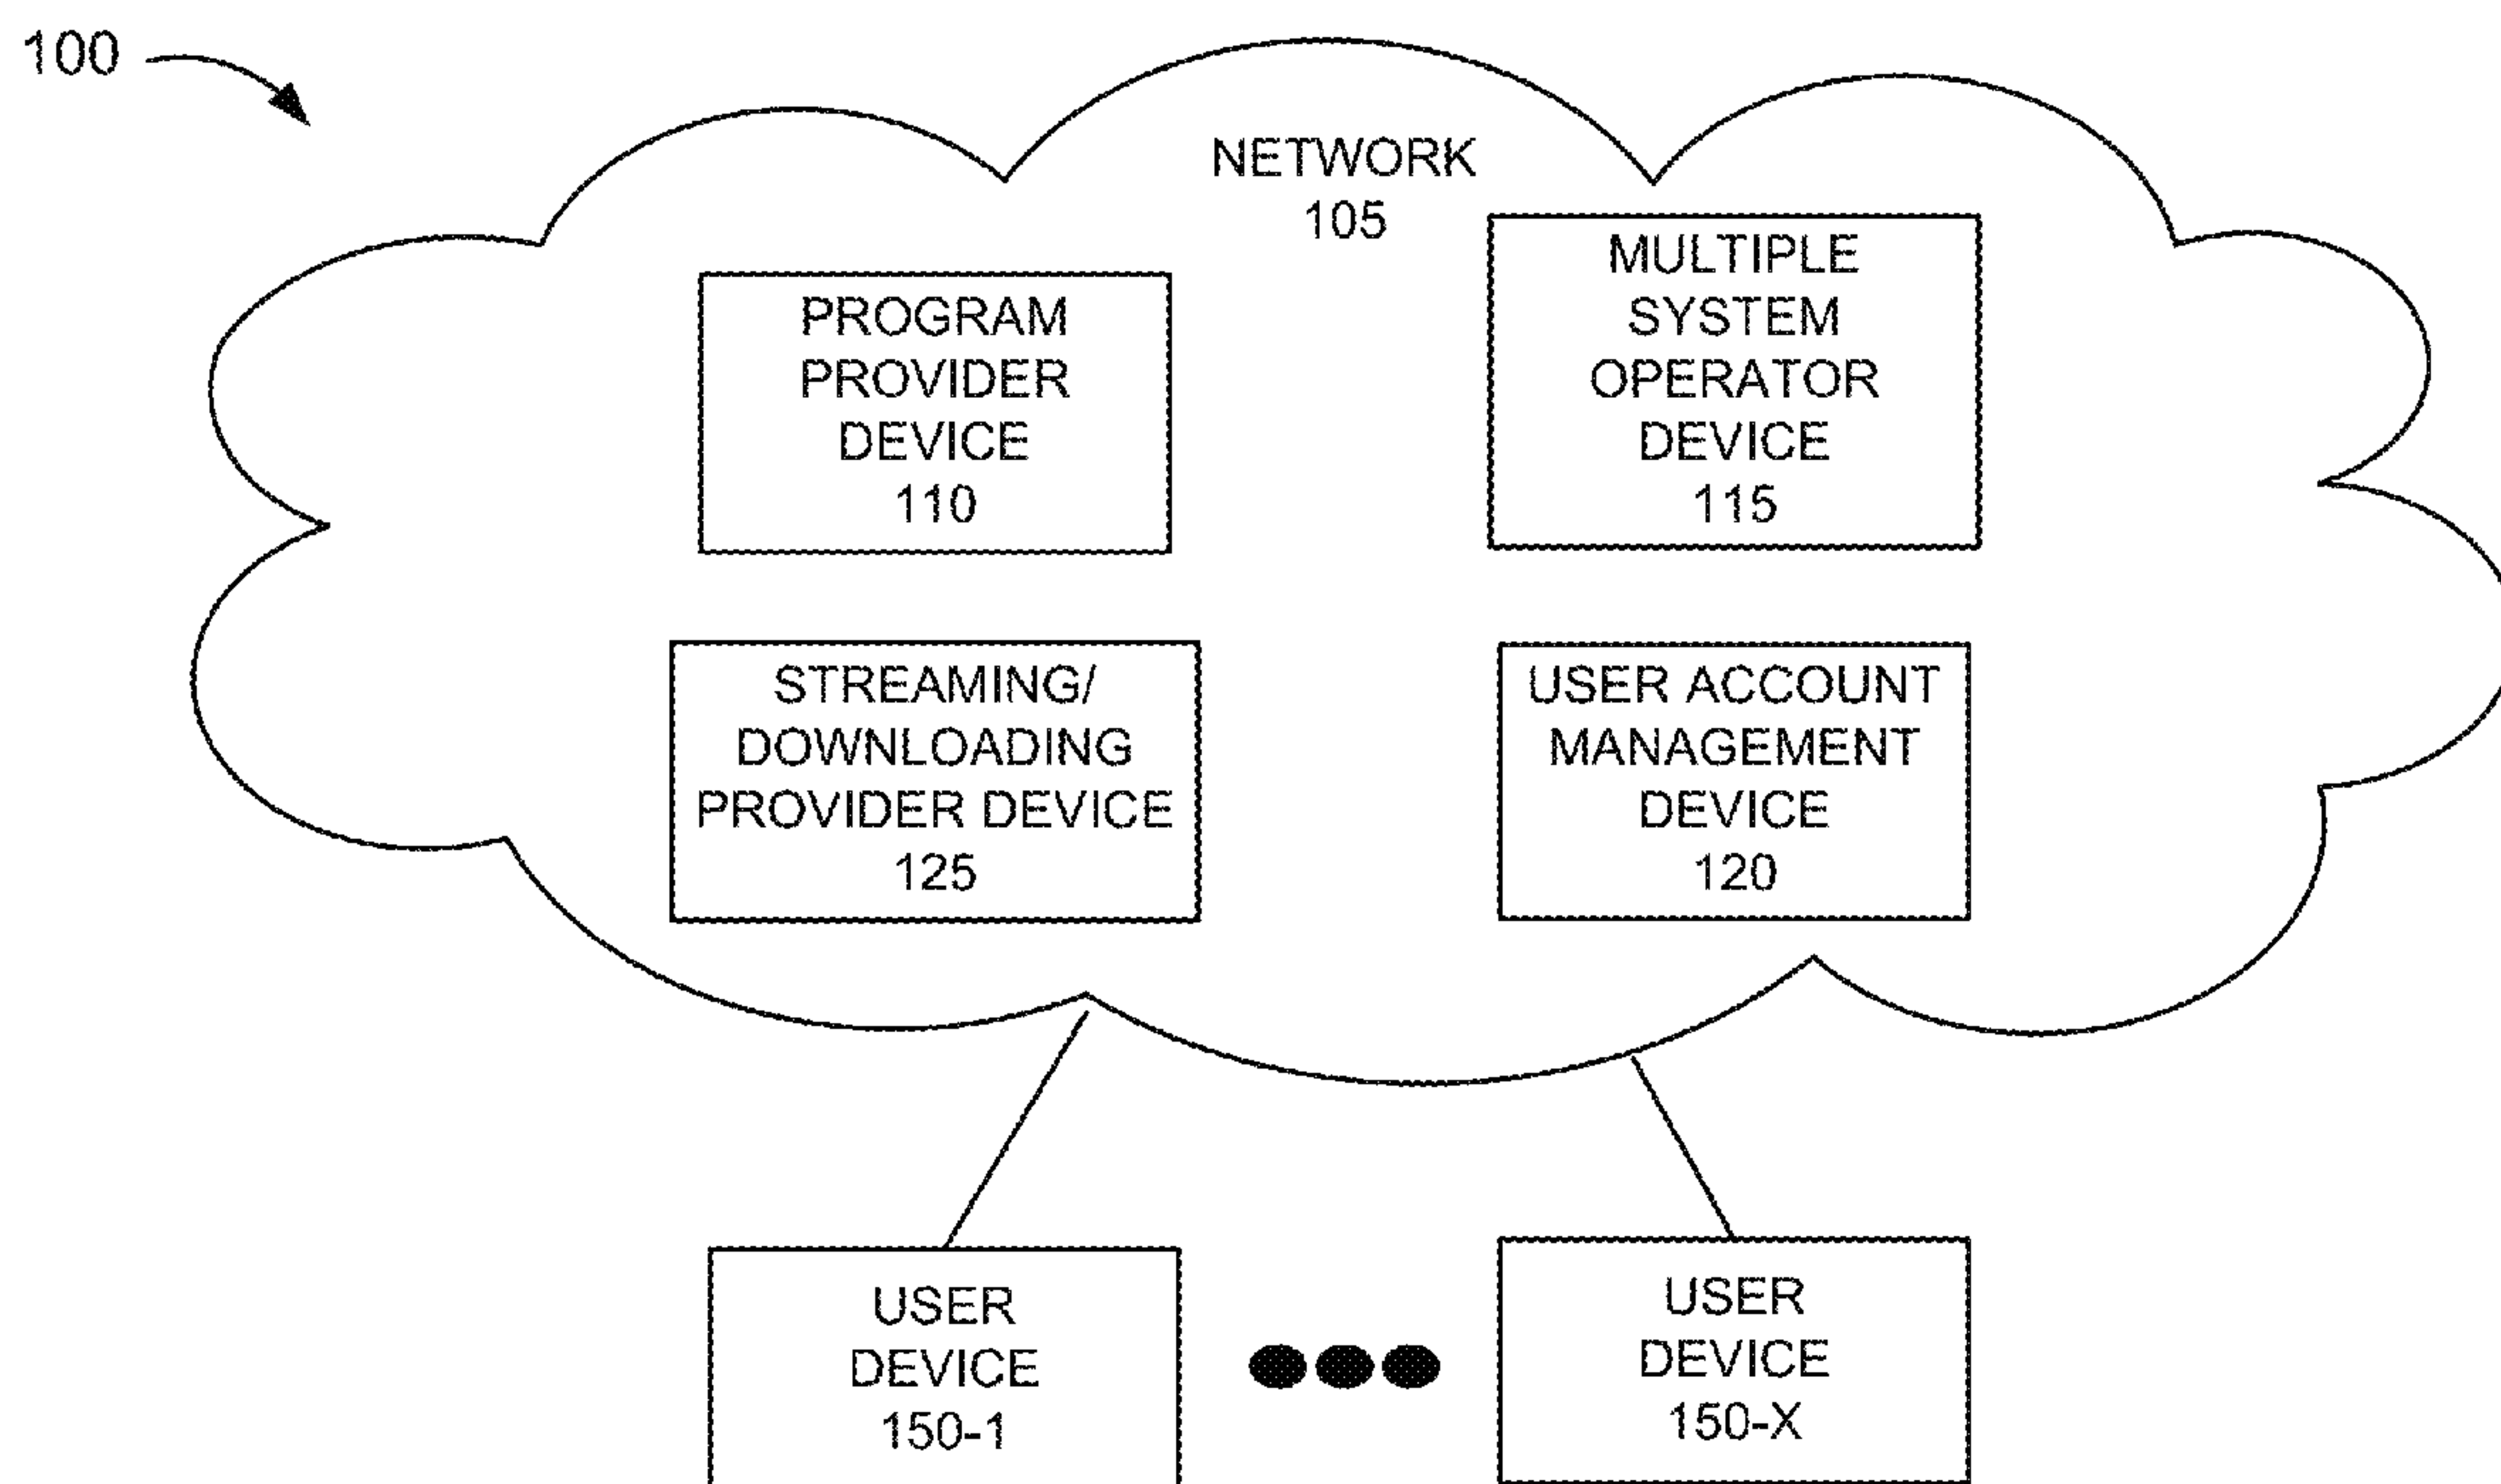 100
NETWORK
105
PROGRAM
PROVIDER
DEVICE
110
MULTIPLE
SYSTEM
OPERATOR
DEVICE
115
STREAMING/
DOWNLOADING
PROVIDER DEVICE
125
USER ACCOUNT
MANAGEMENT
DEVICE
120
USER
DEVICE
150-1
USER
DEVICE
150-X